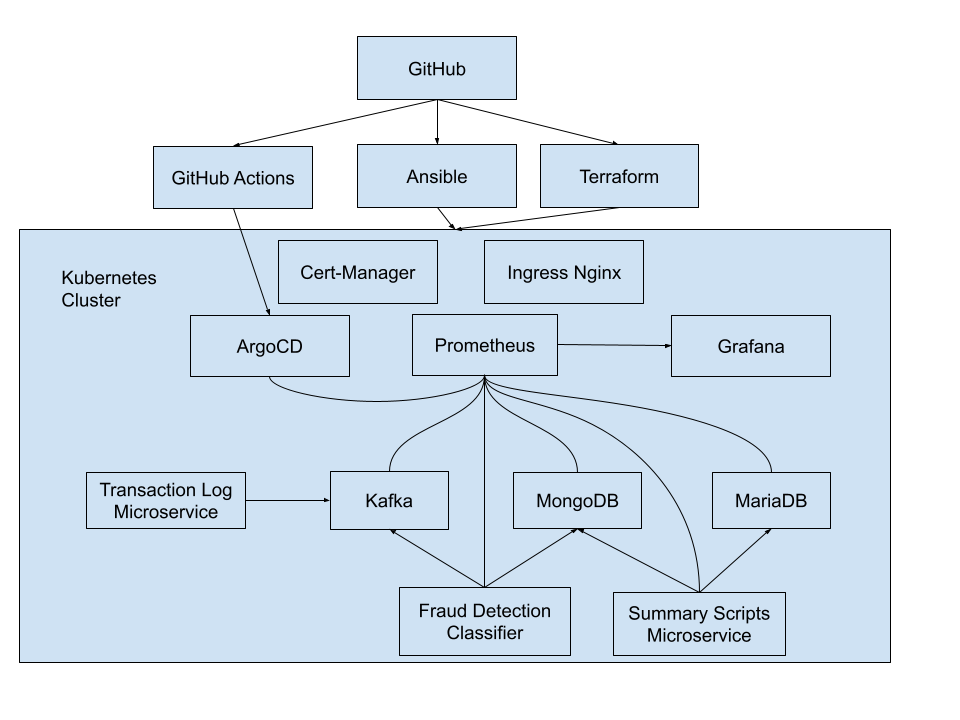 GitHub
GitHub Actions
Ansible
Terraform
Kubernetes
Cluster
Cert-Manager
Ingress Nginx
ArgoCD
Prometheus
Grafana
Transaction Log
Microservice
Kafka
MongoDB
MariaDB
Fraud Detection
Classifier
Summary Scripts
Microservice